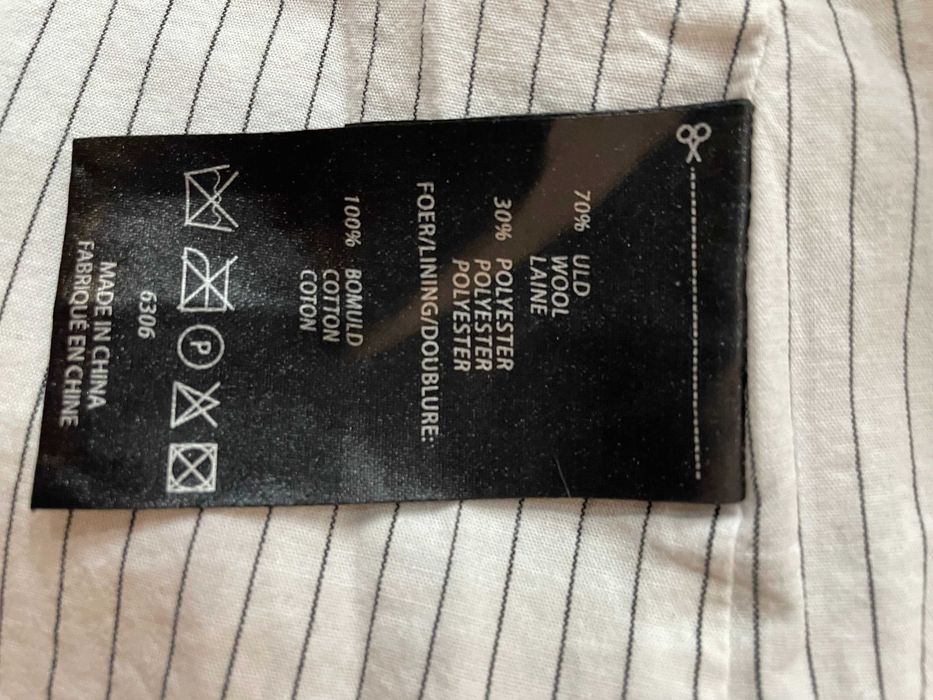 70% ULD
WOOL
LAINE
30% POLYESTER
POLYESTER
POLYESTER
FOER/LINING/DOUBLURE:
100% BOMULD
COTTON
COTON
P
6306
MADE IN CHINA
FABRIQUÉ EN CHINE